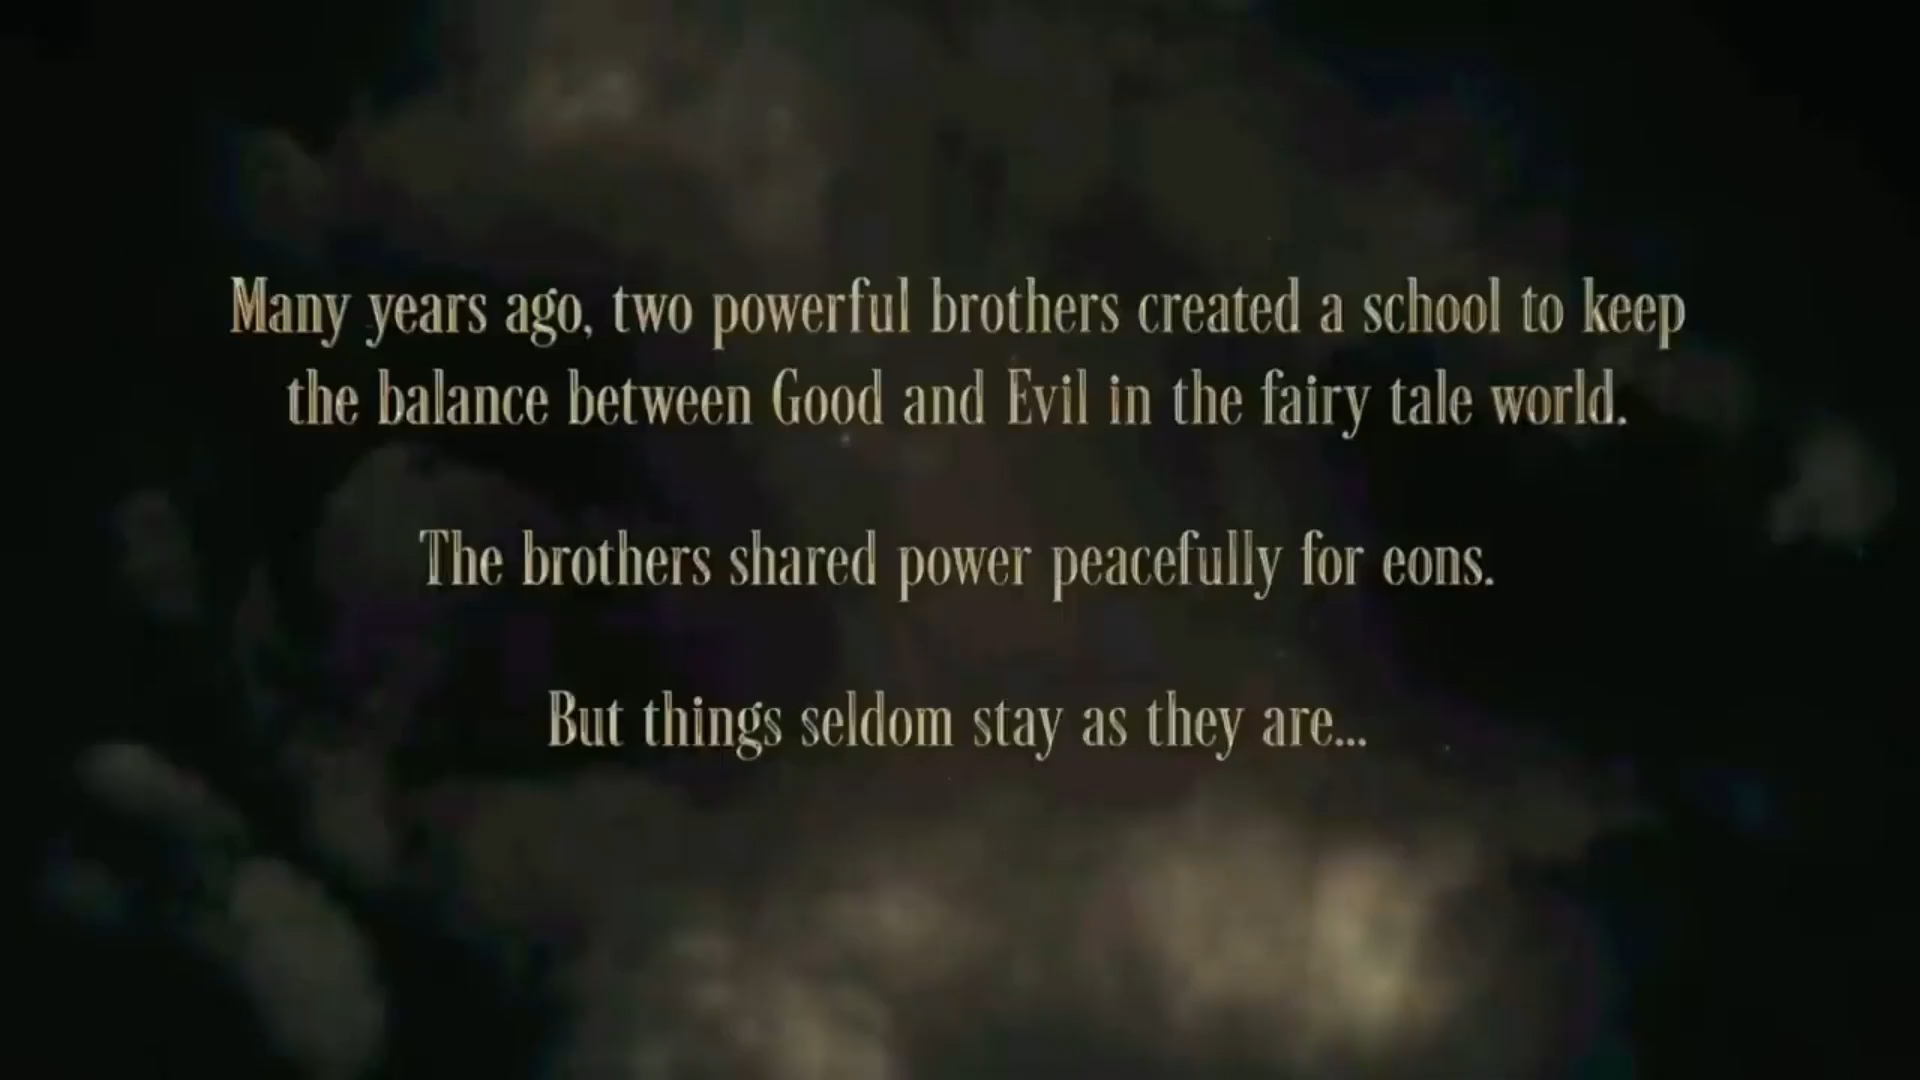 Many years ago, two powerful brothers created a school to keep
the balance between Good and Evil in the fairy tale world.
The brothers shared power peacefully for eons.
But things seldom stay as they are...